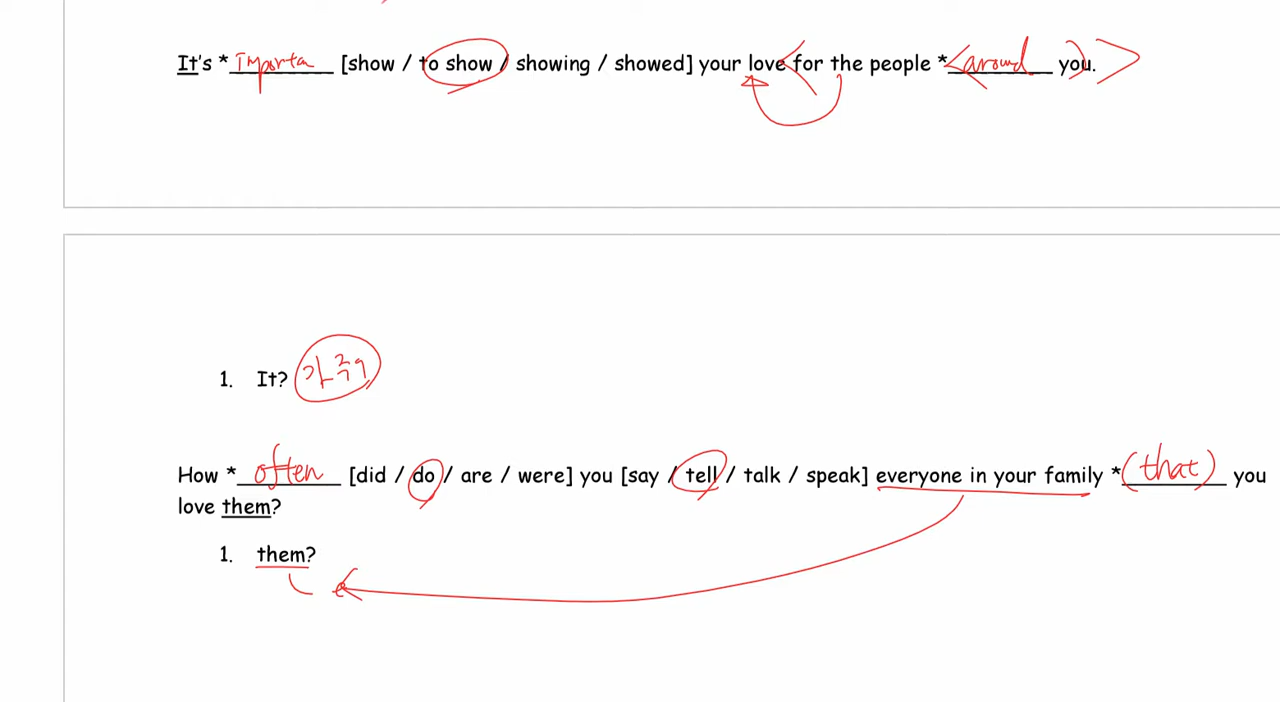 It's * Importa [show / to show / showing / showed] your love for the people * around you.
1. It?
How * often [did / do / are / were] you [say / tell / talk / speak] everyone in your family * (that) you
love them?
1. them?